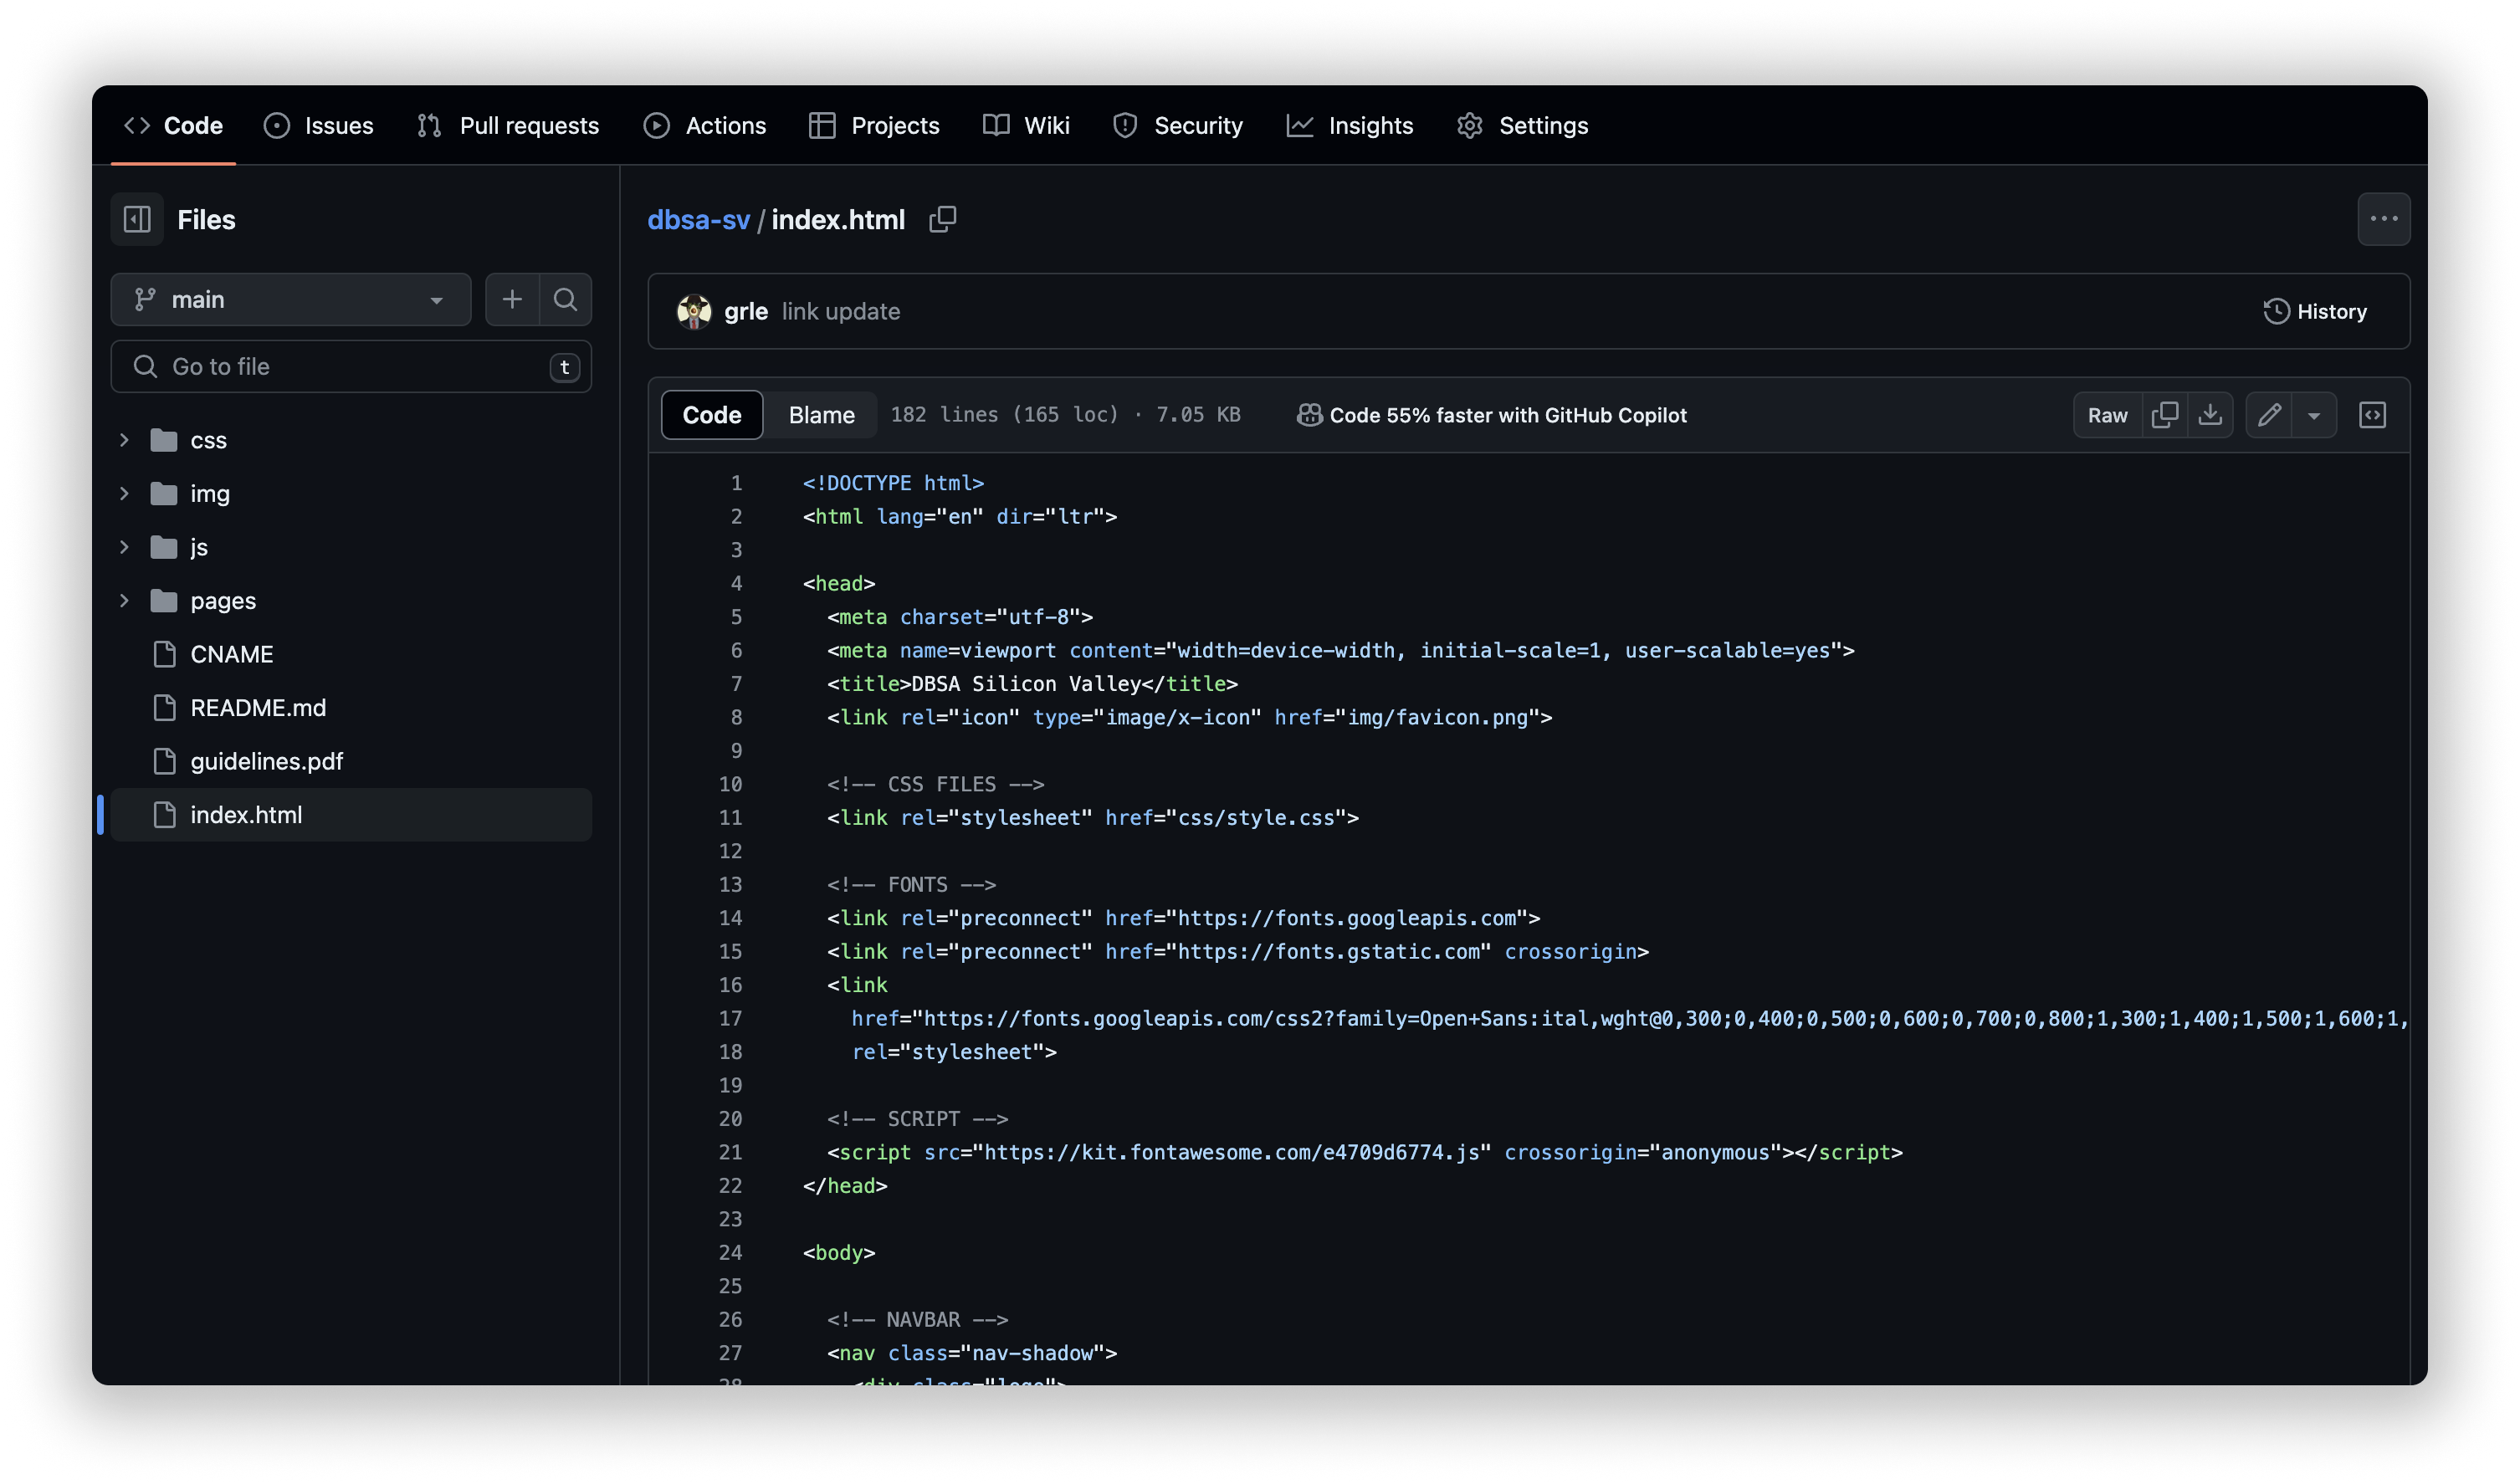 Code Issues Pull requests Actions Projects Wiki Security Insights Settings
Files
main
Go to file t
css
img
js
pages
CNAME
README.md
guidelines.pdf
index.html
dbsa-sv / index.html
grle link update History
Code Blame 182 lines (165 loc) · 7.05 KB Code 55% faster with GitHub Copilot Raw
1 <!DOCTYPE html>
2 <html lang="en" dir="ltr">
3
4 <head>
5   <meta charset="utf-8">
6   <meta name=viewport content="width=device-width, initial-scale=1, user-scalable=yes">
7   <title>DBSA Silicon Valley</title>
8   <link rel="icon" type="image/x-icon" href="img/favicon.png">
9
10   <!-- CSS FILES -->
11   <link rel="stylesheet" href="css/style.css">
12
13   <!-- FONTS -->
14   <link rel="preconnect" href="https://fonts.googleapis.com">
15   <link rel="preconnect" href="https://fonts.gstatic.com" crossorigin>
16   <link
17     href="https://fonts.googleapis.com/css2?family=Open+Sans:ital,wght@0,300;0,400;0,500;0,600;0,700;0,800;1,300;1,400;1,500;1,600;1,
18     rel="stylesheet">
19
20   <!-- SCRIPT -->
21   <script src="https://kit.fontawesome.com/e4709d6774.js" crossorigin="anonymous"></script>
22 </head>
23
24 <body>
25
26   <!-- NAVBAR -->
27   <nav class="nav-shadow">
28     <div class="logo">